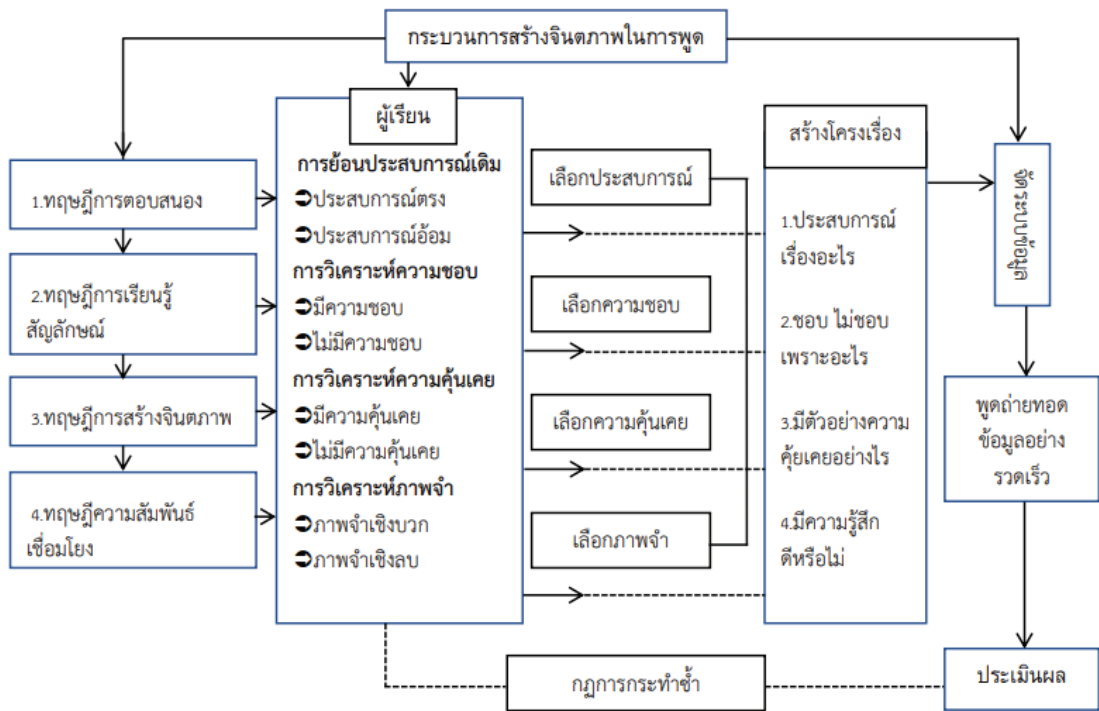 กระบวนการสร้างจินตภาพในการพูด
1.ทฤษฎีการตอบสนอง
2.ทฤษฎีการเรียนรู้
สัญลักษณ์
3.ทฤษฎีการสร้างจินตภาพ
4.ทฤษฎีความสัมพันธ์
เชื่อมโยง
ผู้เรียน
การย้อนประสบการณ์เดิม
➲ประสบการณ์ตรง
➲ประสบการณ์อ้อม
การวิเคราะห์ความชอบ
➲มีความชอบ
➲ไม่มีความชอบ
การวิเคราะห์ความคุ้นเคย
➲มีความคุ้นเคย
➲ไม่มีความคุ้นเคย
การวิเคราะห์ภาพจำ
➲ภาพจำเชิงบวก
➲ภาพจำเชิงลบ
เลือกประสบการณ์
เลือกความชอบ
เลือกความคุ้นเคย
เลือกภาพจำ
สร้างโครงเรื่อง
1.ประสบการณ์
เรื่องอะไร
2.ชอบ ไม่ชอบ
เพราะอะไร
3.มีตัวอย่างความ
คุ้ยเคยอย่างไร
4.มีความรู้สึก
ดีหรือไม่
จัดระบบข้อมูล
พูดถ่ายทอด
ข้อมูลอย่าง
รวดเร็ว
ประเมินผล
กฏการกระทำซ้ำ